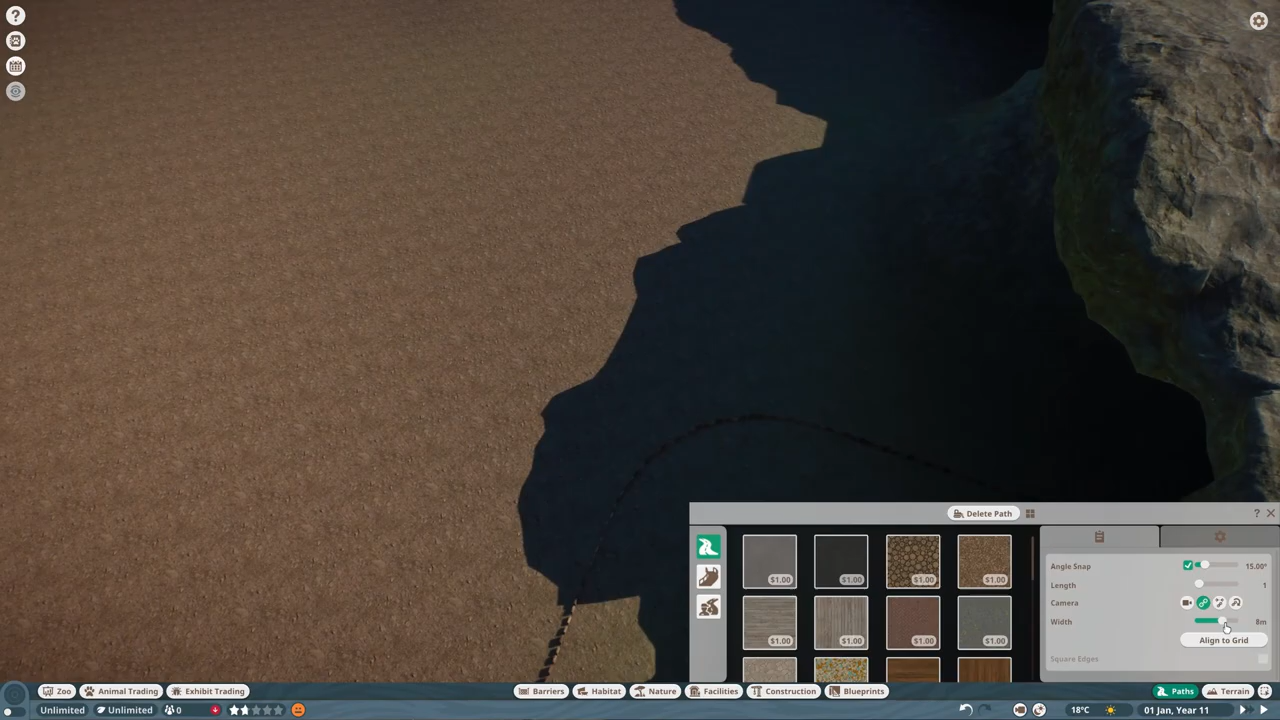 Delete Path
?
Angle Snap 15.00°
Length 1
Camera
Width 8m
Align to Grid
Square Edges
$1.00 $1.00 $1.00 $1.00
$1.00 $1.00 $1.00 $1.00
Zoo Animal Trading Exhibit Trading Barriers Habitat Nature Facilities Construction Blueprints Paths Terrain
Unlimited Unlimited 0 18°C 01 Jan, Year 11